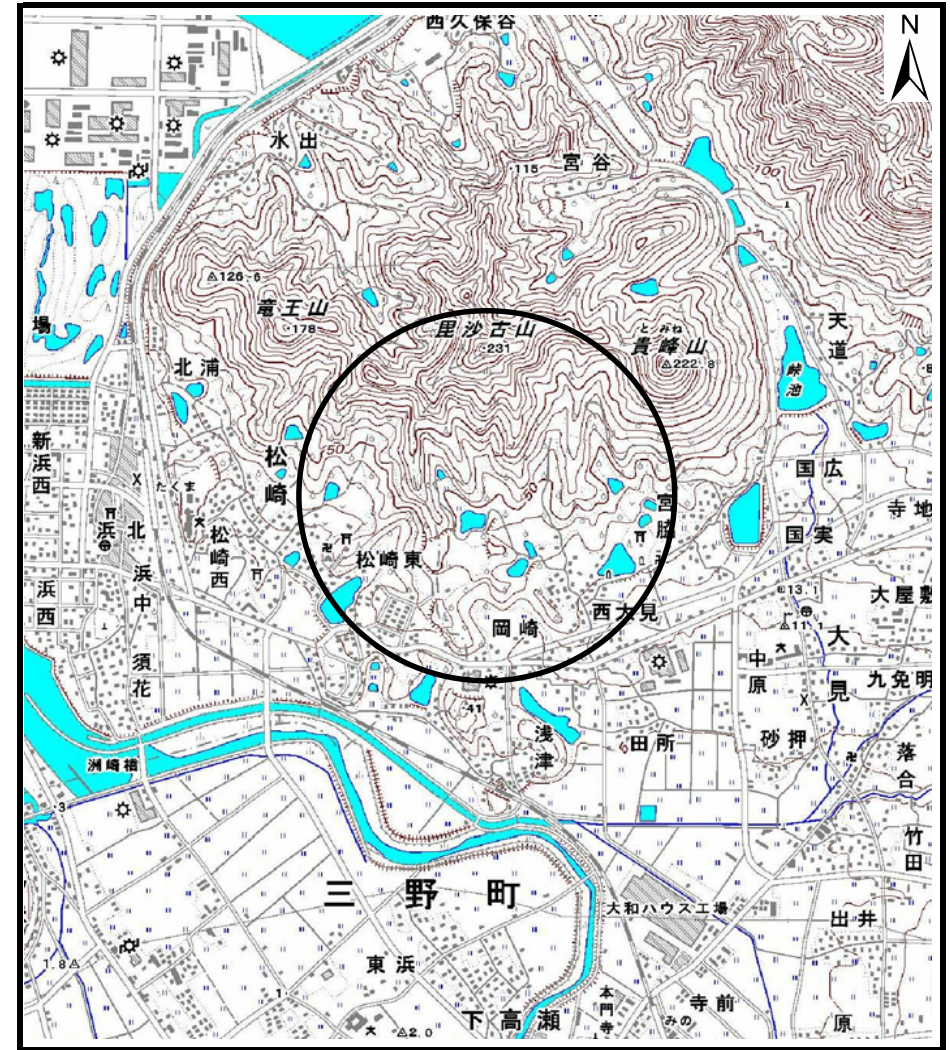 西久保谷
N
水出
・115
宮谷
100
△126.6
竜王山
・178
毘沙古山
・231
とみね
貴峰山
△222.8
天道
場
北浦
峠池
新浜西
松崎
50
50
国広
寺地
たくま
宮脇
北浜
松崎西
松崎東
国実
浜西
浜中
13.1
大屋敷
西大見
岡崎
△11.1
大見
須花
中原
九免明
41
浅津
田所
砂押
落合
洲崎橋
3
竹田
三野町
大和ハウス工場
出井
東浜
1.8△
1
本門寺
寺前
みの
下高瀬
△2.0
原